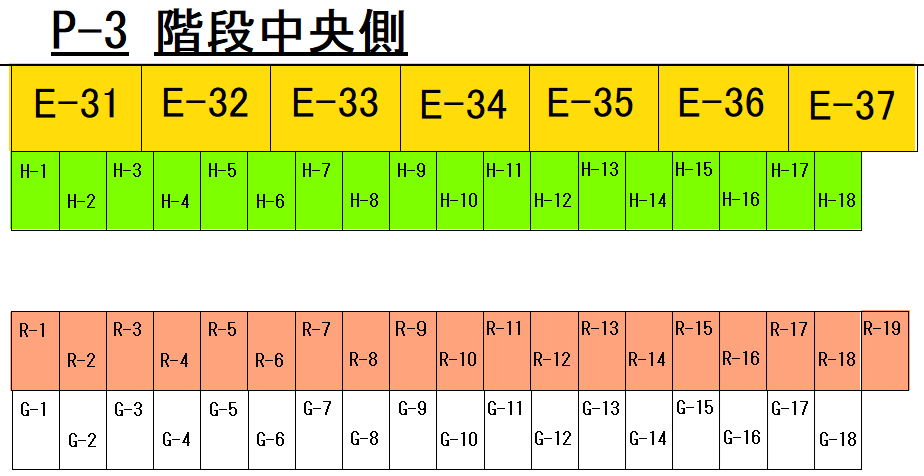 P-3 階段中央側
E-31 E-32 E-33 E-34 E-35 E-36 E-37
H-1 H-2 H-3 H-4 H-5 H-6 H-7 H-8 H-9 H-10 H-11 H-12 H-13 H-14 H-15 H-16 H-17 H-18
R-1 R-2 R-3 R-4 R-5 R-6 R-7 R-8 R-9 R-10 R-11 R-12 R-13 R-14 R-15 R-16 R-17 R-18 R-19
G-1 G-2 G-3 G-4 G-5 G-6 G-7 G-8 G-9 G-10 G-11 G-12 G-13 G-14 G-15 G-16 G-17 G-18